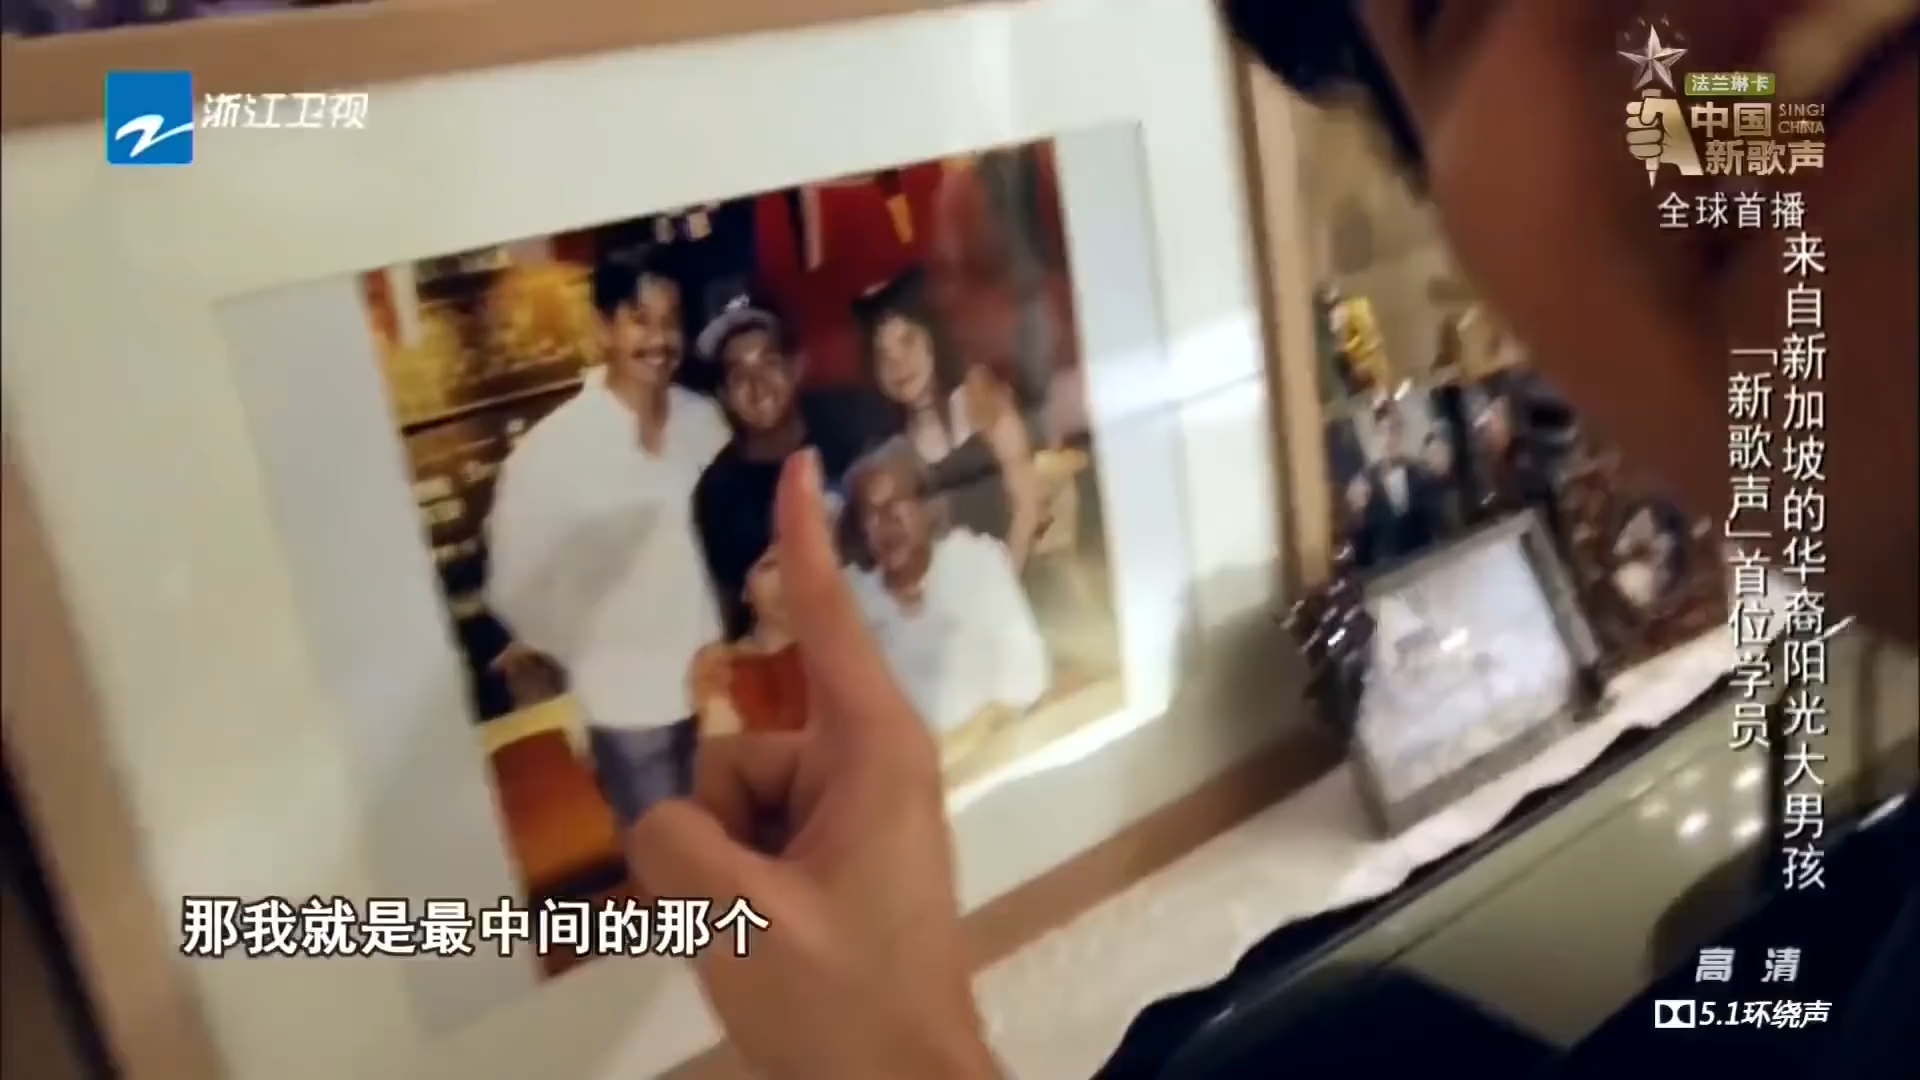 浙江卫视
法兰琳卡
中国
SING!
CHINA
新歌声
全球首播
来自新加坡的华裔阳光大男孩
「新歌声」首位学员
那我就是最中间的那个
高 清
5.1环绕声